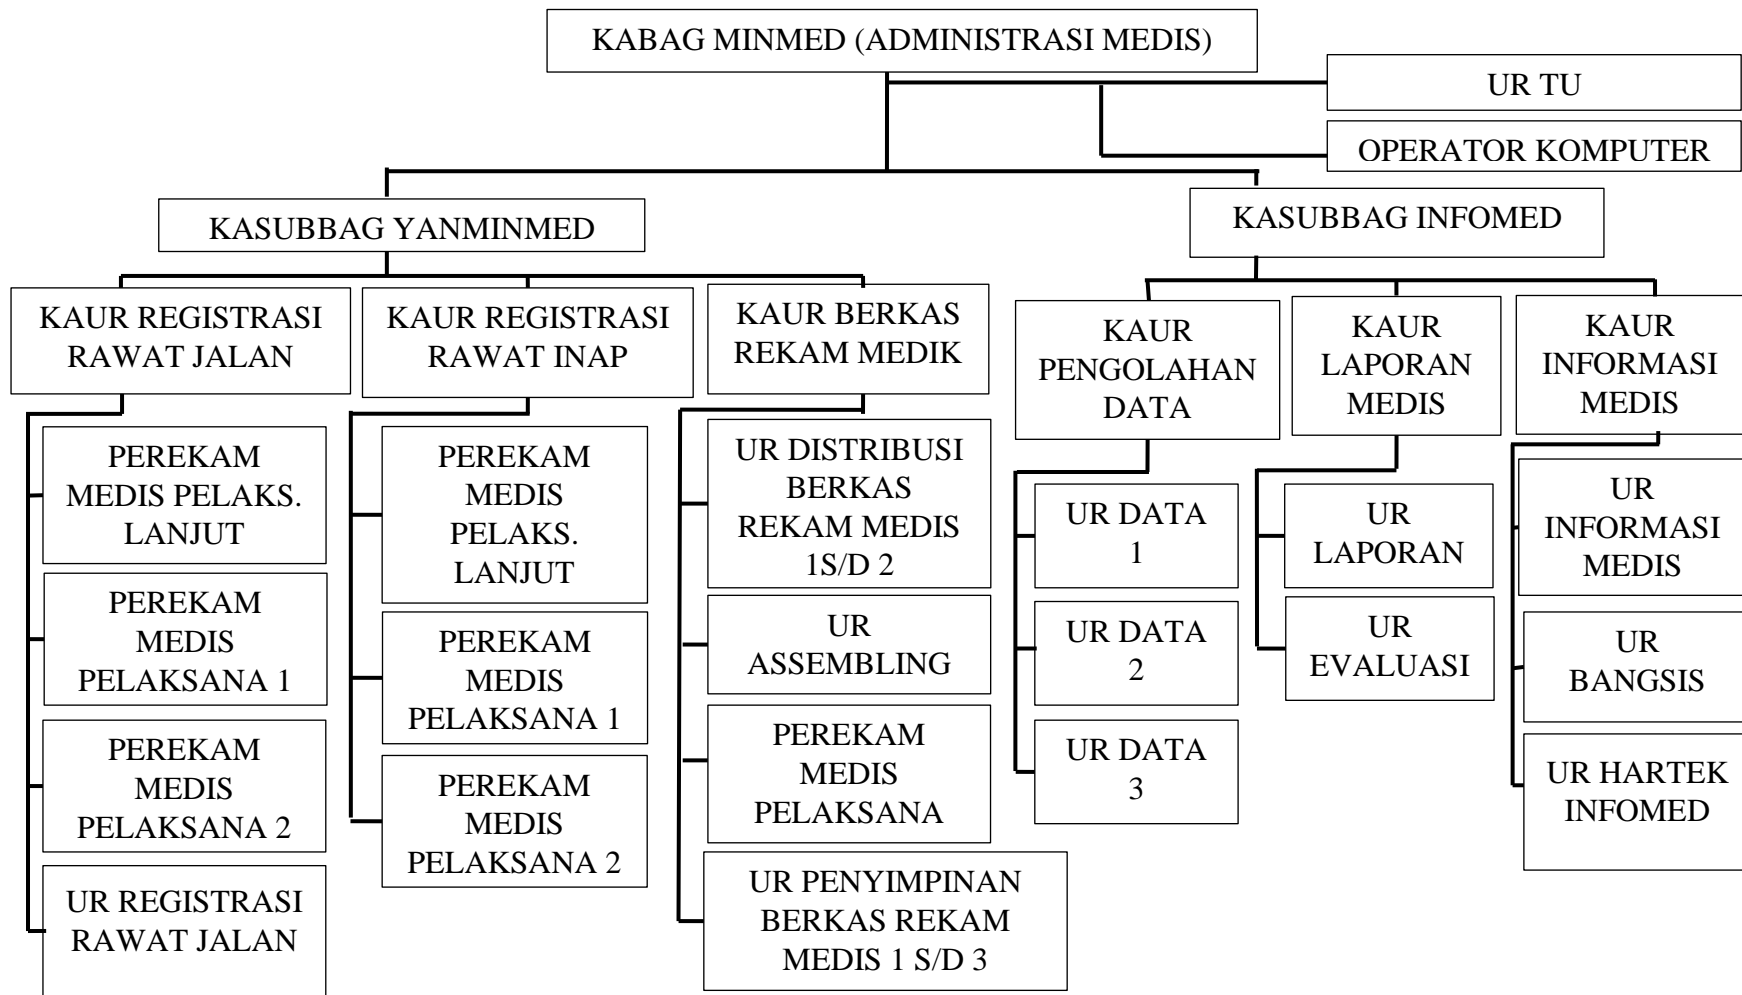 KABAG MINMED (ADMINISTRASI MEDIS)
UR TU
OPERATOR KOMPUTER
KASUBBAG YANMINMED
KASUBBAG INFOMED
KAUR REGISTRASI
RAWAT JALAN
KAUR REGISTRASI
RAWAT INAP
KAUR BERKAS
REKAM MEDIK
KAUR
PENGOLAHAN
DATA
KAUR
LAPORAN
MEDIS
KAUR
INFORMASI
MEDIS
PEREKAM
MEDIS PELAKS.
LANJUT
PEREKAM
MEDIS
PELAKSANA 1
PEREKAM
MEDIS
PELAKSANA 2
UR REGISTRASI
RAWAT JALAN
PEREKAM
MEDIS
PELAKS.
LANJUT
PEREKAM
MEDIS
PELAKSANA 1
PEREKAM
MEDIS
PELAKSANA 2
UR DISTRIBUSI
BERKAS
REKAM MEDIS
1S/D 2
UR
ASSEMBLING
PEREKAM
MEDIS
PELAKSANA
UR PENYIMPINAN
BERKAS REKAM
MEDIS 1 S/D 3
UR DATA
1
UR DATA
2
UR DATA
3
UR
LAPORAN
UR
EVALUASI
UR
INFORMASI
MEDIS
UR
BANGSIS
UR HARTEK
INFOMED